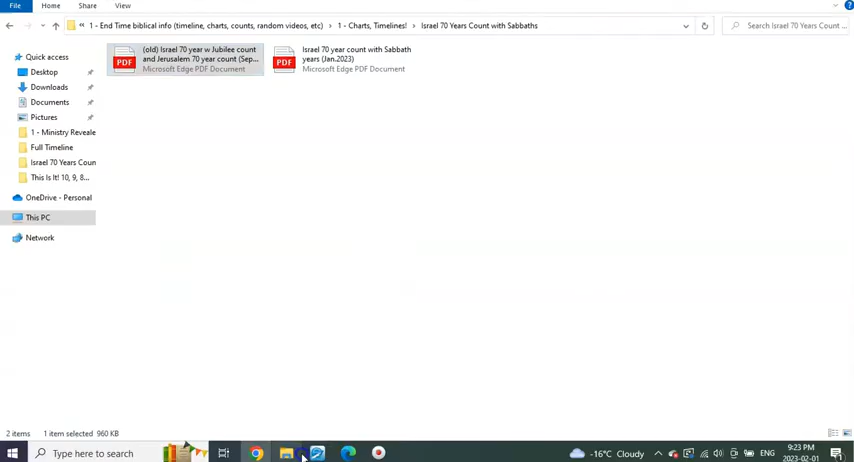 File Home Share View
« 1 - End Time biblical info (timeline, charts, counts, random videos, etc) › 1 - Charts, Timelines! › Israel 70 Years Count with Sabbaths
Search Israel 70 Years Count ...
Quick access
Desktop
Downloads
Documents
Pictures
1 - Ministry Reveale
Full Timeline
Israel 70 Years Coun
This Is It! 10, 9, 8...
OneDrive - Personal
This PC
Network
PDF
(old) Israel 70 year w Jubilee count
and Jerusalem 70 year count (Sep...
Microsoft Edge PDF Document
PDF
Israel 70 year count with Sabbath
years (Jan.2023)
Microsoft Edge PDF Document
2 items 1 item selected 960 KB
Type here to search
-16°C Cloudy
ENG
9:23 PM
2023-02-01